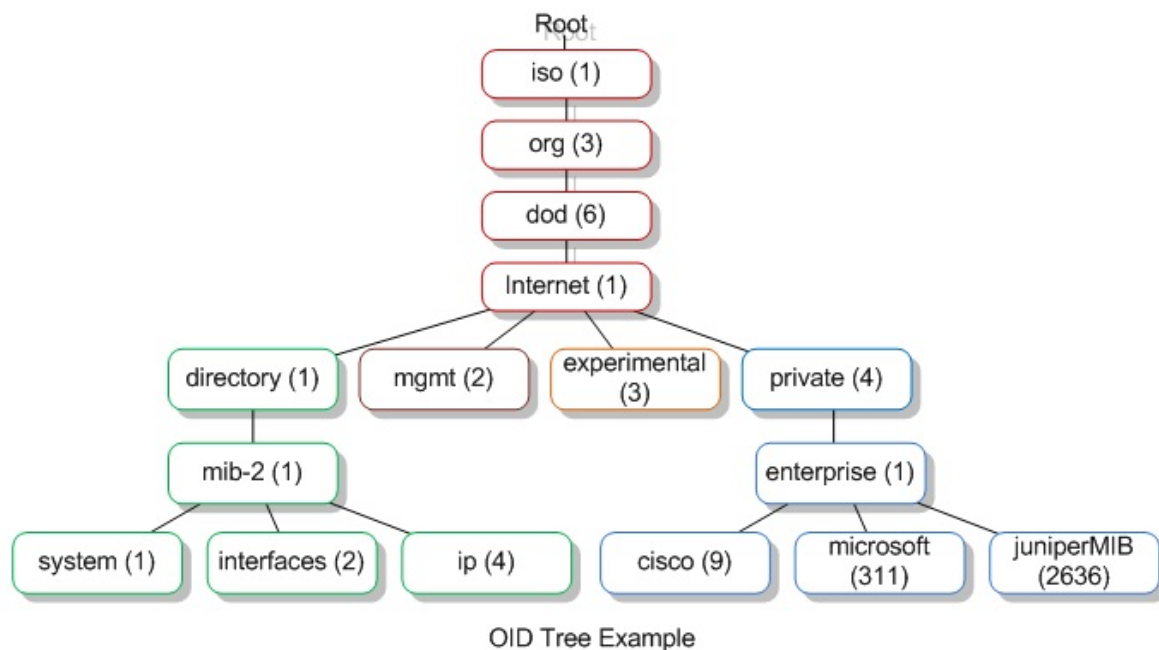 Root
iso (1)
org (3)
dod (6)
Internet (1)
directory (1)
mgmt (2)
experimental
(3)
private (4)
mib-2 (1)
enterprise (1)
system (1)
interfaces (2)
ip (4)
cisco (9)
microsoft
(311)
juniperMIB
(2636)
OID Tree Example